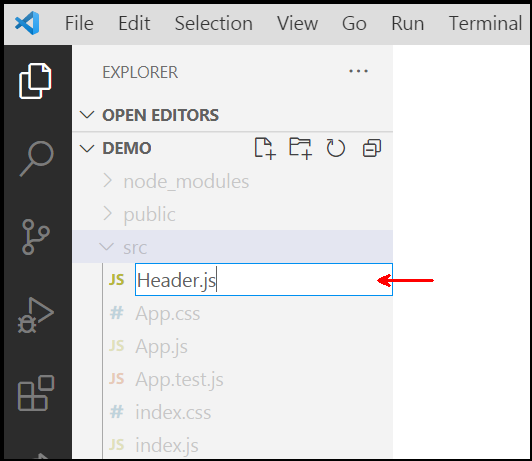 File Edit Selection View Go Run Terminal
EXPLORER ...
OPEN EDITORS
DEMO
node_modules
public
src
JS Header.js
# App.css
JS App.js
JS App.test.js
# index.css
JS index.js